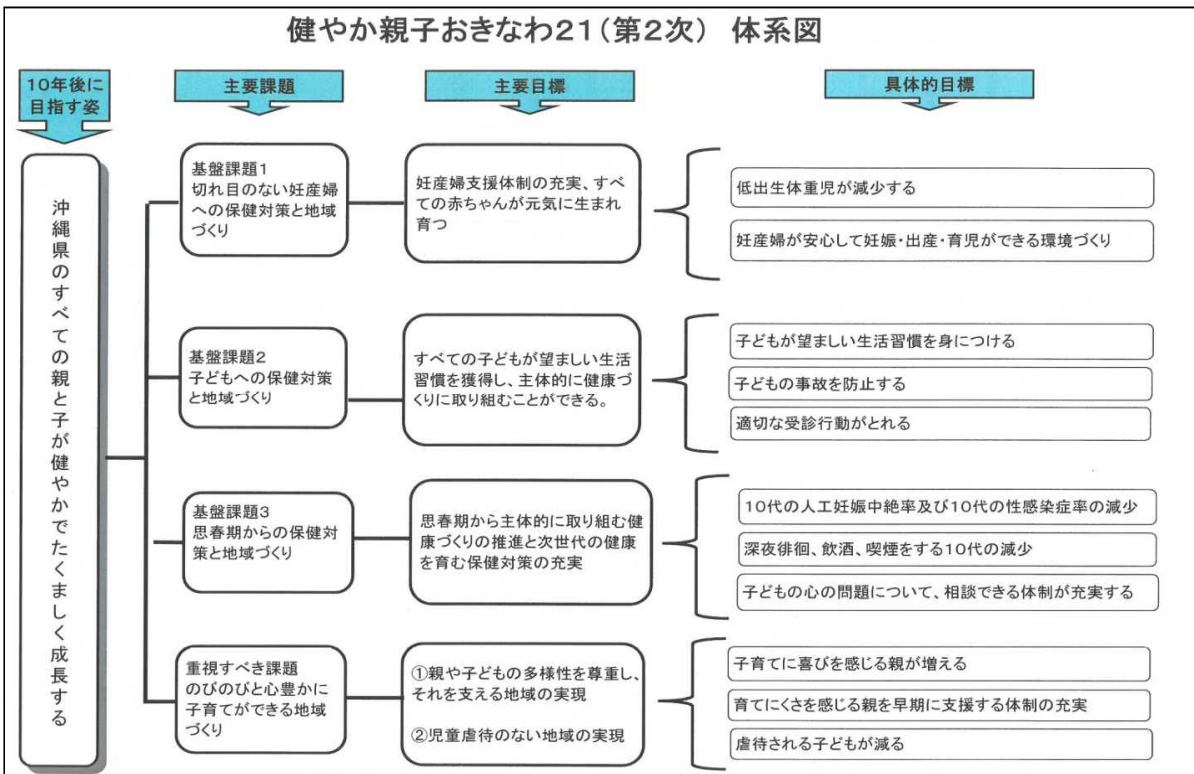 健やか親子おきなわ21(第2次) 体系図
10年後に
目指す姿
主要課題
主要目標
具体的目標
沖縄県のすべての親と子が健やかでたくましく成長する
基盤課題1
切れ目のない妊産婦
への保健対策と地域
づくり
妊産婦支援体制の充実、すべ
ての赤ちゃんが元気に生まれ
育つ
低出生体重児が減少する
妊産婦が安心して妊娠・出産・育児ができる環境づくり
基盤課題2
子どもへの保健対策
と地域づくり
すべての子どもが望ましい生活
習慣を獲得し、主体的に健康づ
くりに取り組むことができる。
子どもが望ましい生活習慣を身につける
子どもの事故を防止する
適切な受診行動がとれる
基盤課題3
思春期からの保健対
策と地域づくり
思春期から主体的に取り組む健
康づくりの推進と次世代の健康
を育む保健対策の充実
10代の人工妊娠中絶率及び10代の性感染症率の減少
深夜徘徊、飲酒、喫煙をする10代の減少
子どもの心の問題について、相談できる体制が充実する
重視すべき課題
のびのびと心豊かに
子育てができる地域
づくり
①親や子どもの多様性を尊重し、
それを支える地域の実現
②児童虐待のない地域の実現
子育てに喜びを感じる親が増える
育てにくさを感じる親を早期に支援する体制の充実
虐待される子どもが減る